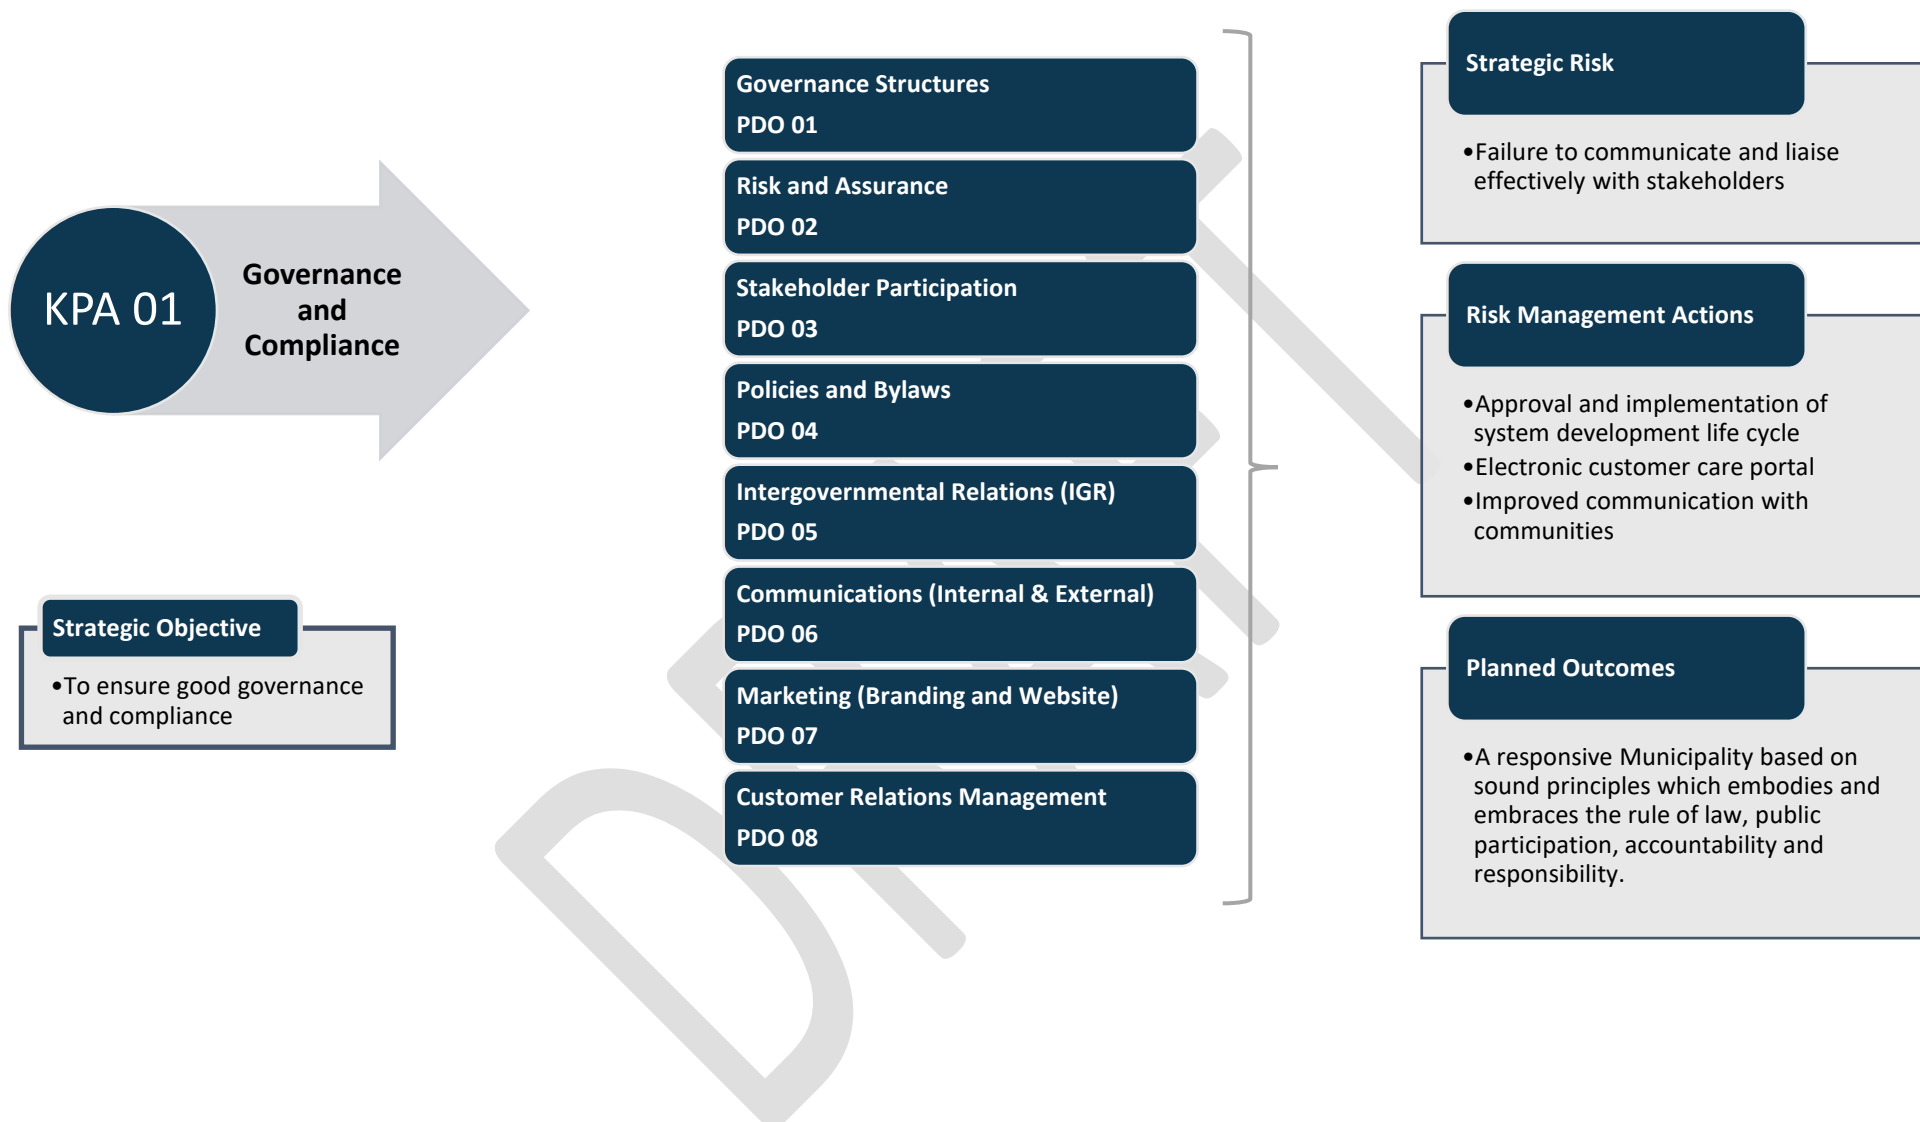 KPA 01
Governance
and
Compliance
Strategic Objective
•To ensure good governance
and compliance
Governance Structures
PDO 01
Risk and Assurance
PDO 02
Stakeholder Participation
PDO 03
Policies and Bylaws
PDO 04
Intergovernmental Relations (IGR)
PDO 05
Communications (Internal & External)
PDO 06
Marketing (Branding and Website)
PDO 07
Customer Relations Management
PDO 08
Strategic Risk
•Failure to communicate and liaise
effectively with stakeholders
Risk Management Actions
•Approval and implementation of
system development life cycle
•Electronic customer care portal
•Improved communication with
communities
Planned Outcomes
•A responsive Municipality based on
sound principles which embodies and
embraces the rule of law, public
participation, accountability and
responsibility.
DRAFT